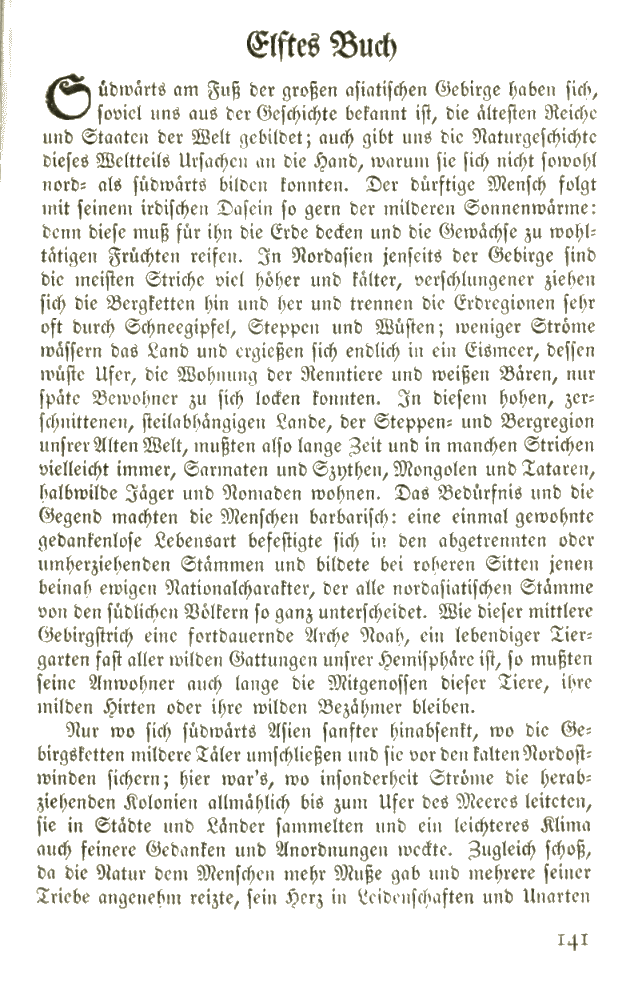 Elftes Buch
Südwärts am Fuß der großen asiatischen Gebirge haben sich,
soviel uns aus der Geschichte bekannt ist, die ältesten Reiche
und Staaten der Welt gebildet; auch gibt uns die Naturgeschichte
dieses Weltteils Ursachen an die Hand, warum sie sich nicht sowohl
nord- als südwärts bilden konnten. Der dürftige Mensch folgt
mit seinem irdischen Dasein so gern der milderen Sonnenwärme:
denn diese muß für ihn die Erde decken und die Gewächse zu wohl-
tätigen Früchten reifen. In Nordasien jenseits der Gebirge sind
die meisten Striche viel höher und kälter, verschlungener ziehen
sich die Bergketten hin und her und trennen die Erdregionen sehr
oft durch Schneegipfel, Steppen und Wüsten; weniger Ströme
wässern das Land und ergießen sich endlich in ein Eismeer, dessen
wüste Ufer, die Wohnung der Renntiere und weißen Bären, nur
späte Bewohner zu sich locken konnten. In diesem hohen, zer-
schnittenen, steilabhängigen Lande, der Steppen- und Bergregion
unsrer Alten Welt, mußten also lange Zeit und in manchen Strichen
vielleicht immer, Sarmaten und Szythen, Mongolen und Tataren,
halbwilde Jäger und Nomaden wohnen. Das Bedürfnis und die
Gegend machten die Menschen barbarisch: eine einmal gewohnte
gedankenlose Lebensart befestigte sich in den abgetrennten oder
umherziehenden Stämmen und bildete bei roheren Sitten jenen
beinah ewigen Nationalcharakter, der alle nordasiatischen Stämme
von den südlichen Völkern so ganz unterscheidet. Wie dieser mittlere
Gebirgstrich eine fortdauernde Arche Noah, ein lebendiger Tier-
garten fast aller wilden Gattungen unsrer Hemisphäre ist, so mußten
seine Anwohner auch lange die Mitgenossen dieser Tiere, ihre
milden Hirten oder ihre wilden Bezähmer bleiben.
Nur wo sich südwärts Asien sanfter hinabsenkt, wo die Ge-
birgsketten mildere Täler umschließen und sie vor den kalten Nordost-
winden sichern; hier war's, wo insonderheit Ströme die herab-
ziehenden Kolonien allmählich bis zum Ufer des Meeres leiteten,
sie in Städte und Länder sammelten und ein leichteres Klima
auch feinere Gedanken und Anordnungen weckte. Zugleich schoß,
da die Natur dem Menschen mehr Muße gab und mehrere seiner
Triebe angenehm reizte, sein Herz in Leidenschaften und Unarten
141